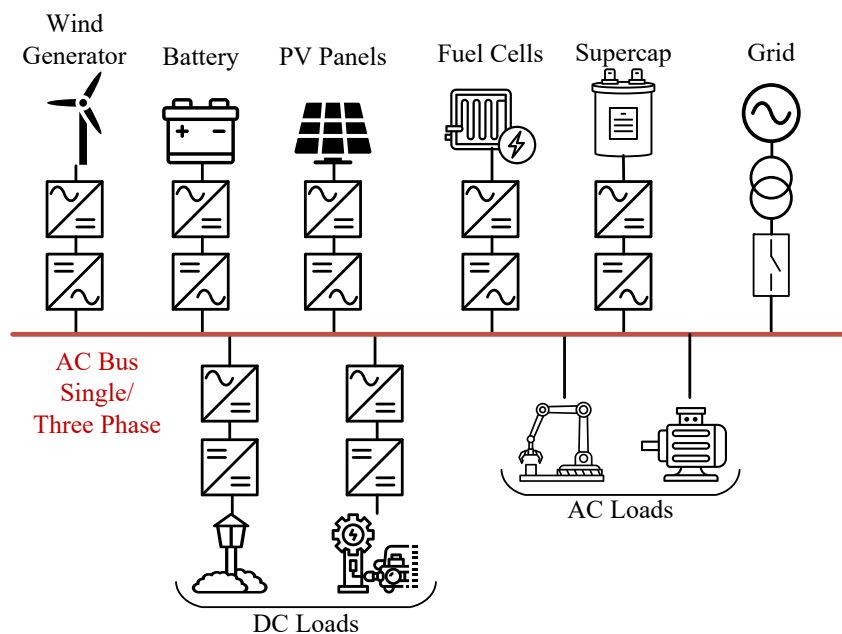 Wind
Generator
Battery
PV Panels
Fuel Cells
Supercap
Grid
AC Bus
Single/
Three Phase
AC Loads
DC Loads